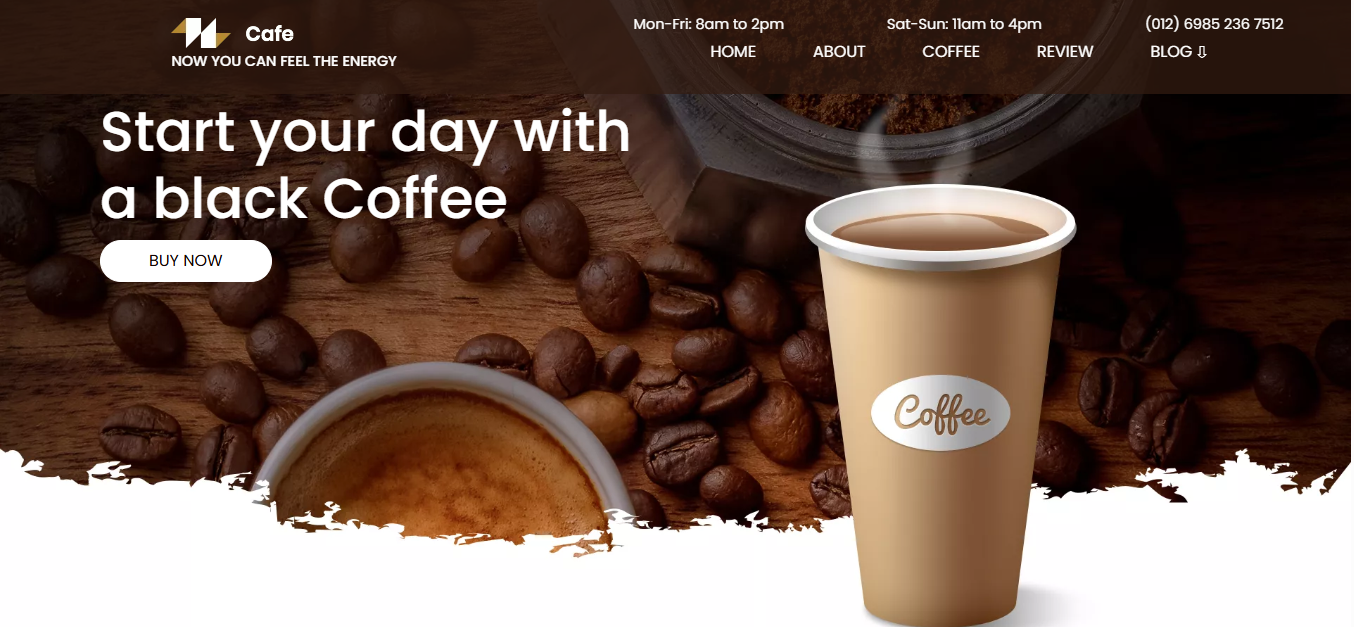 Cafe
NOW YOU CAN FEEL THE ENERGY
Mon-Fri: 8am to 2pm
Sat-Sun: 11am to 4pm
(012) 6985 236 7512
HOME
ABOUT
COFFEE
REVIEW
BLOG ⇩
Start your day with
a black Coffee
BUY NOW
Coffee